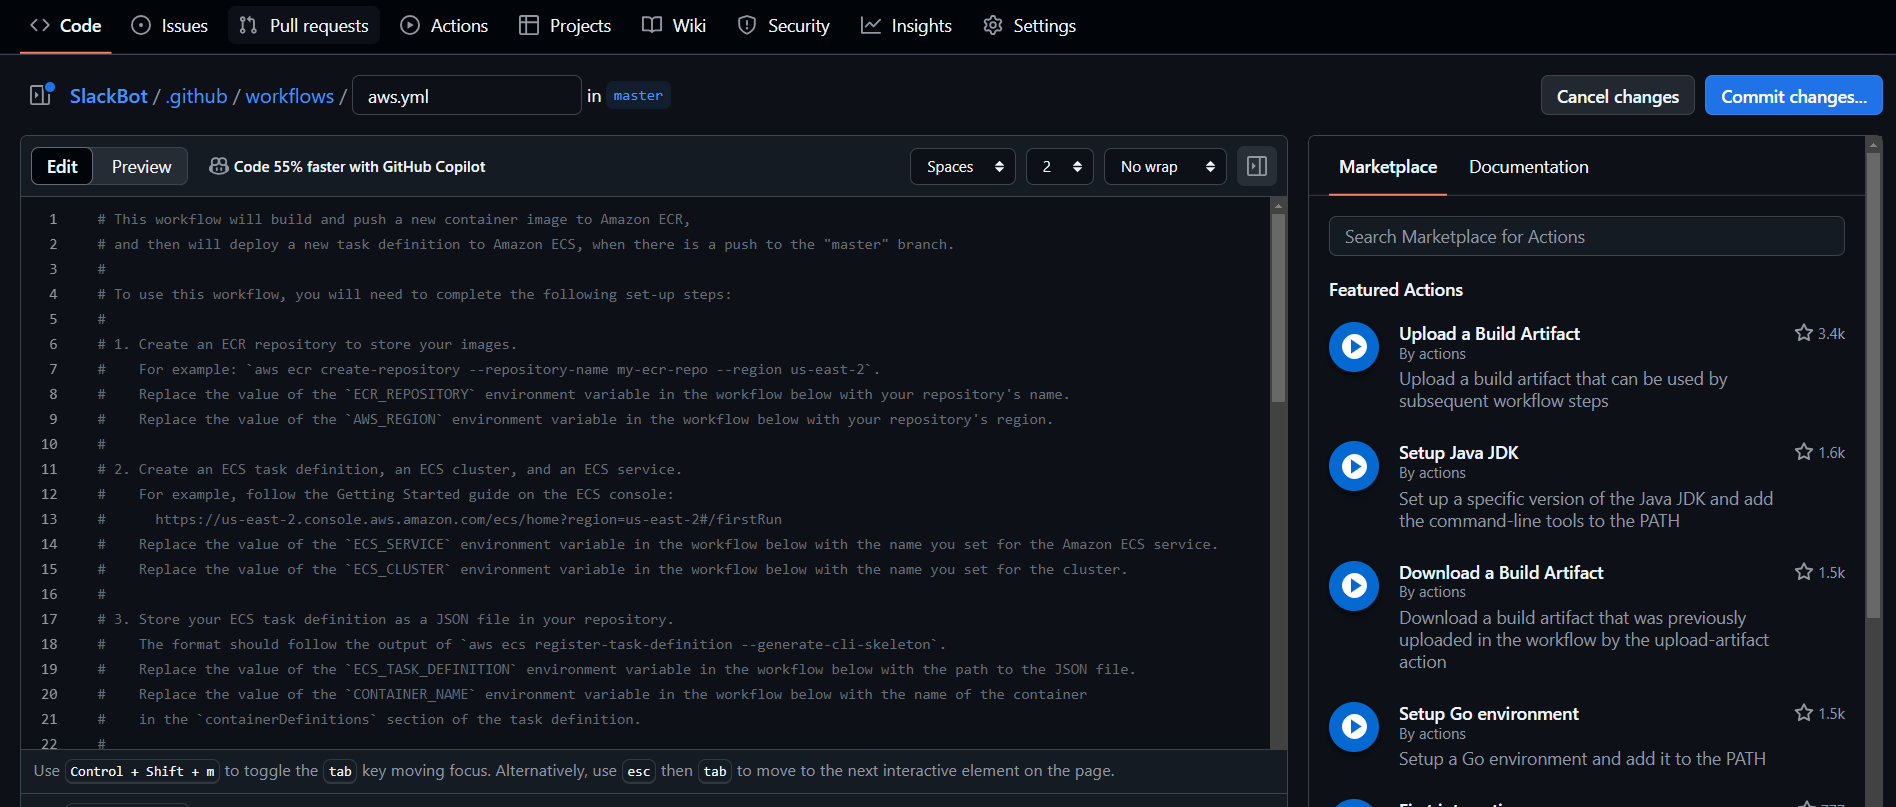 Code Issues Pull requests Actions Projects Wiki Security Insights Settings
SlackBot / .github / workflows / aws.yml in master Cancel changes Commit changes...
Edit Preview Code 55% faster with GitHub Copilot Spaces 2 No wrap
1 # This workflow will build and push a new container image to Amazon ECR,
2 # and then will deploy a new task definition to Amazon ECS, when there is a push to the "master" branch.
3 #
4 # To use this workflow, you will need to complete the following set-up steps:
5 #
6 # 1. Create an ECR repository to store your images.
7 #    For example: `aws ecr create-repository --repository-name my-ecr-repo --region us-east-2`.
8 #    Replace the value of the `ECR_REPOSITORY` environment variable in the workflow below with your repository's name.
9 #    Replace the value of the `AWS_REGION` environment variable in the workflow below with your repository's region.
10 #
11 # 2. Create an ECS task definition, an ECS cluster, and an ECS service.
12 #    For example, follow the Getting Started guide on the ECS console:
13 #      https://us-east-2.console.aws.amazon.com/ecs/home?region=us-east-2#/firstRun
14 #    Replace the value of the `ECS_SERVICE` environment variable in the workflow below with the name you set for the Amazon ECS service.
15 #    Replace the value of the `ECS_CLUSTER` environment variable in the workflow below with the name you set for the cluster.
16 #
17 # 3. Store your ECS task definition as a JSON file in your repository.
18 #    The format should follow the output of `aws ecs register-task-definition --generate-cli-skeleton`.
19 #    Replace the value of the `ECS_TASK_DEFINITION` environment variable in the workflow below with the path to the JSON file.
20 #    Replace the value of the `CONTAINER_NAME` environment variable in the workflow below with the name of the container
21 #    in the `containerDefinitions` section of the task definition.
22 #
Use Control + Shift + m to toggle the tab key moving focus. Alternatively, use esc then tab to move to the next interactive element on the page.
Marketplace Documentation
Search Marketplace for Actions
Featured Actions
Upload a Build Artifact 3.4k
By actions
Upload a build artifact that can be used by
subsequent workflow steps
Setup Java JDK 1.6k
By actions
Set up a specific version of the Java JDK and add
the command-line tools to the PATH
Download a Build Artifact 1.5k
By actions
Download a build artifact that was previously
uploaded in the workflow by the upload-artifact
action
Setup Go environment 1.5k
By actions
Setup a Go environment and add it to the PATH